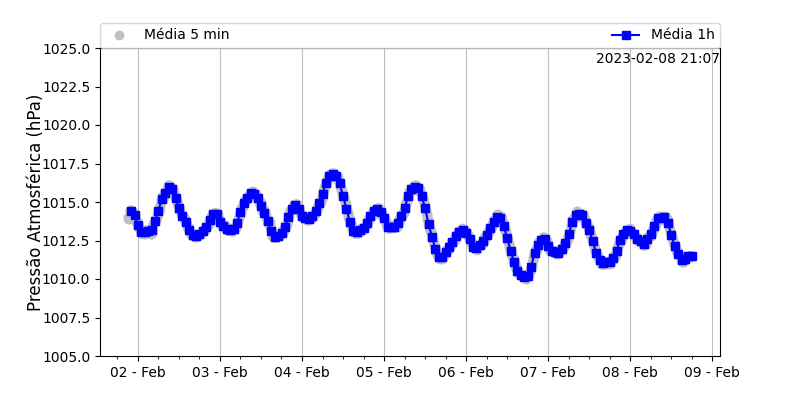 Média 5 min
Média 1h
2023-02-08 21:07
Pressão Atmosférica (hPa)
1025.0
1022.5
1020.0
1017.5
1015.0
1012.5
1010.0
1007.5
1005.0
02 - Feb
03 - Feb
04 - Feb
05 - Feb
06 - Feb
07 - Feb
08 - Feb
09 - Feb